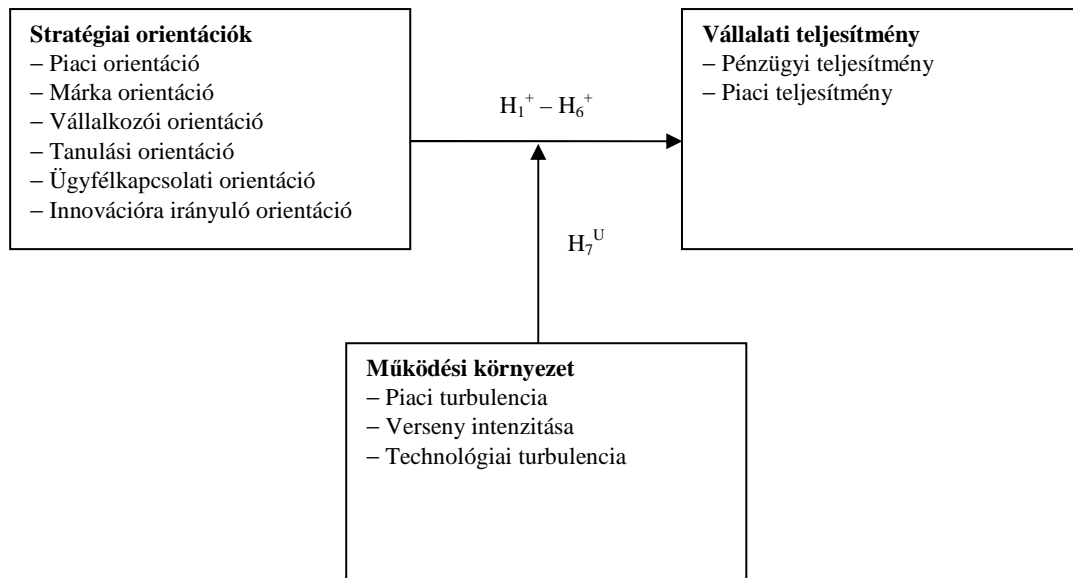 Stratégiai orientációk
– Piaci orientáció
– Márka orientáció
– Vállalkozói orientáció
– Tanulási orientáció
– Ügyfélkapcsolati orientáció
– Innovációra irányuló orientáció
H₁⁺ – H₆⁺
Vállalati teljesítmény
– Pénzügyi teljesítmény
– Piaci teljesítmény
H₇ᵁ
Működési környezet
– Piaci turbulencia
– Verseny intenzitása
– Technológiai turbulencia